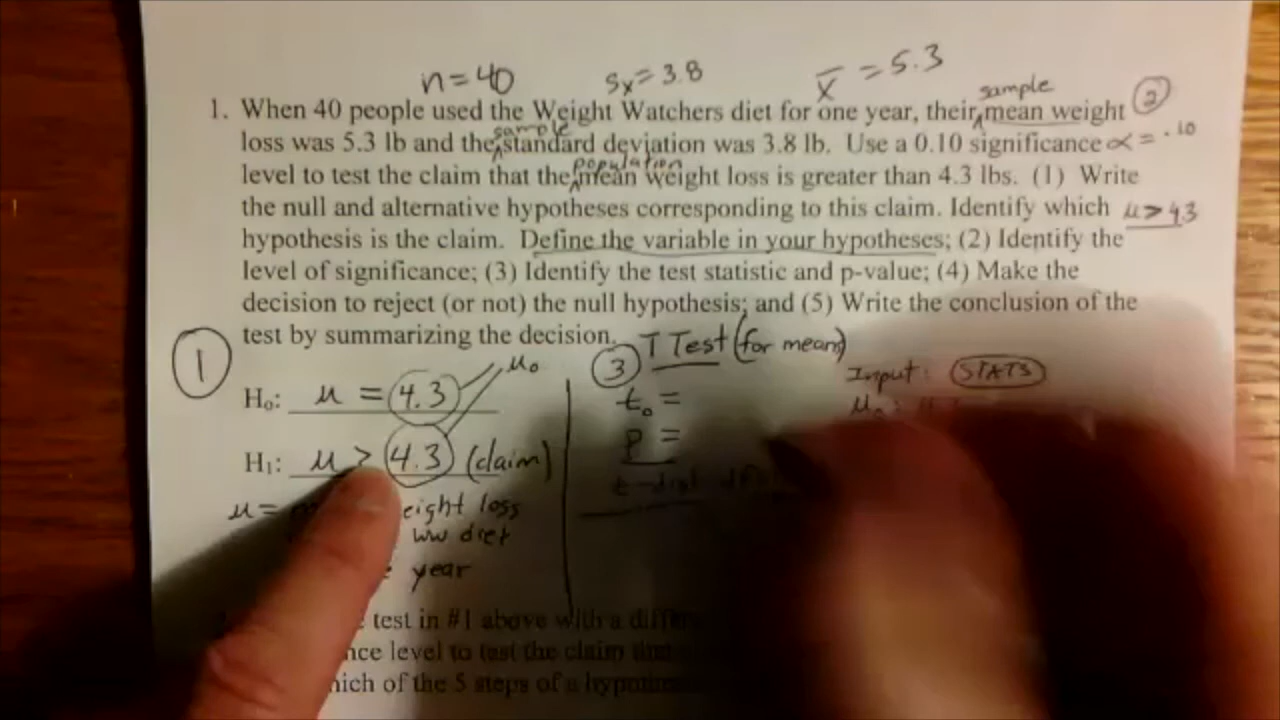 n=40 Sx=3.8 x̄ =5.3
sample
1. When 40 people used the Weight Watchers diet for one year, their ^ mean weight ②
sample
loss was 5.3 lb and the ^ standard deviation was 3.8 lb. Use a 0.10 significance α = .10
population
level to test the claim that the ^ mean weight loss is greater than 4.3 lbs. (1) Write
the null and alternative hypotheses corresponding to this claim. Identify which μ > 4.3
hypothesis is the claim. Define the variable in your hypotheses; (2) Identify the
level of significance; (3) Identify the test statistic and p-value; (4) Make the
decision to reject (or not) the null hypothesis; and (5) Write the conclusion of the
test by summarizing the decision.
① ③ T Test (for means)
μ₀
Input: STATS
H₀: μ = 4.3
t₀ =
μ₀:
p =
H₁: μ > 4.3 (claim)
t-dist
μ = eight loss
ww diet
year
test in #1 above with a differe
nce level to test the claim
hich of the 5 steps of a hypothe